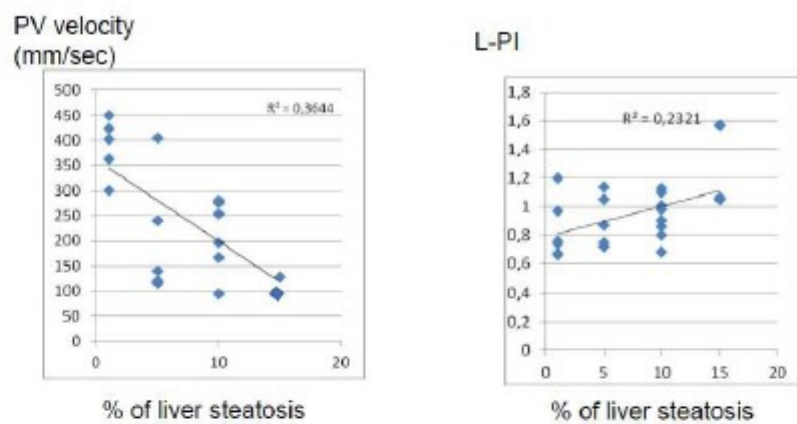 PV velocity
(mm/sec)
500
450
400
350
300
250
200
150
100
50
0
R² = 0,3644
0 10 20
% of liver steatosis
L-PI
1,8
1,6
1,4
1,2
1
0,8
0,6
0,4
0,2
0
R² = 0,2321
0 5 10 15 20
% of liver steatosis